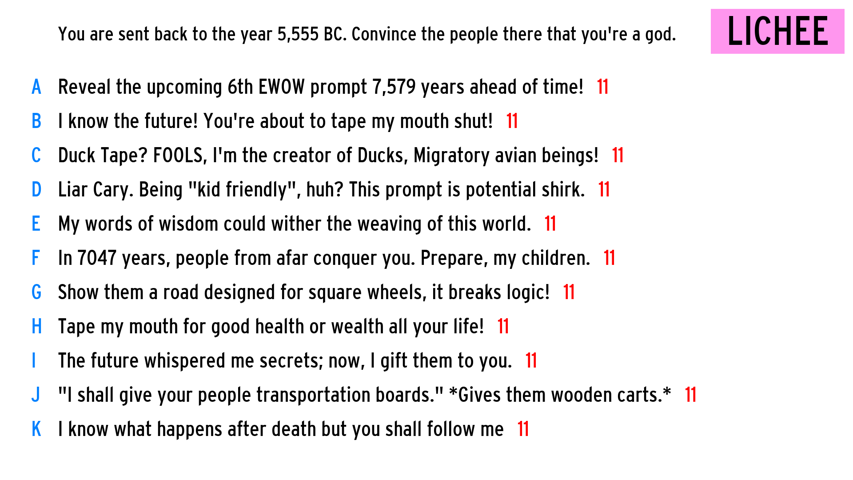 You are sent back to the year 5,555 BC. Convince the people there that you're a god.
LICHEE
A Reveal the upcoming 6th EWOW prompt 7,579 years ahead of time! 11
B I know the future! You're about to tape my mouth shut! 11
C Duck Tape? FOOLS, I'm the creator of Ducks, Migratory avian beings! 11
D Liar Cary. Being "kid friendly", huh? This prompt is potential shirk. 11
E My words of wisdom could wither the weaving of this world. 11
F In 7047 years, people from afar conquer you. Prepare, my children. 11
G Show them a road designed for square wheels, it breaks logic! 11
H Tape my mouth for good health or wealth all your life! 11
I The future whispered me secrets; now, I gift them to you. 11
J "I shall give your people transportation boards." *Gives them wooden carts.* 11
K I know what happens after death but you shall follow me 11